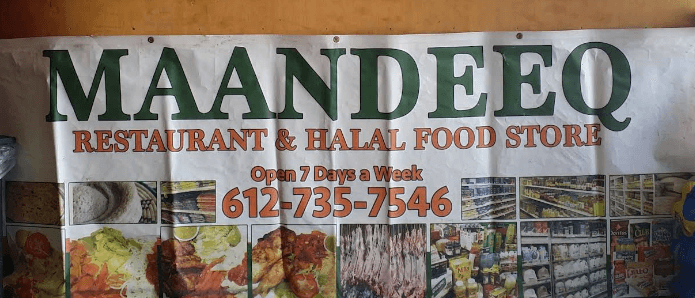 MAANDEEQ
RESTAURANT & HALAL FOOD STORE
Open 7 Days a Week
612-735-7546